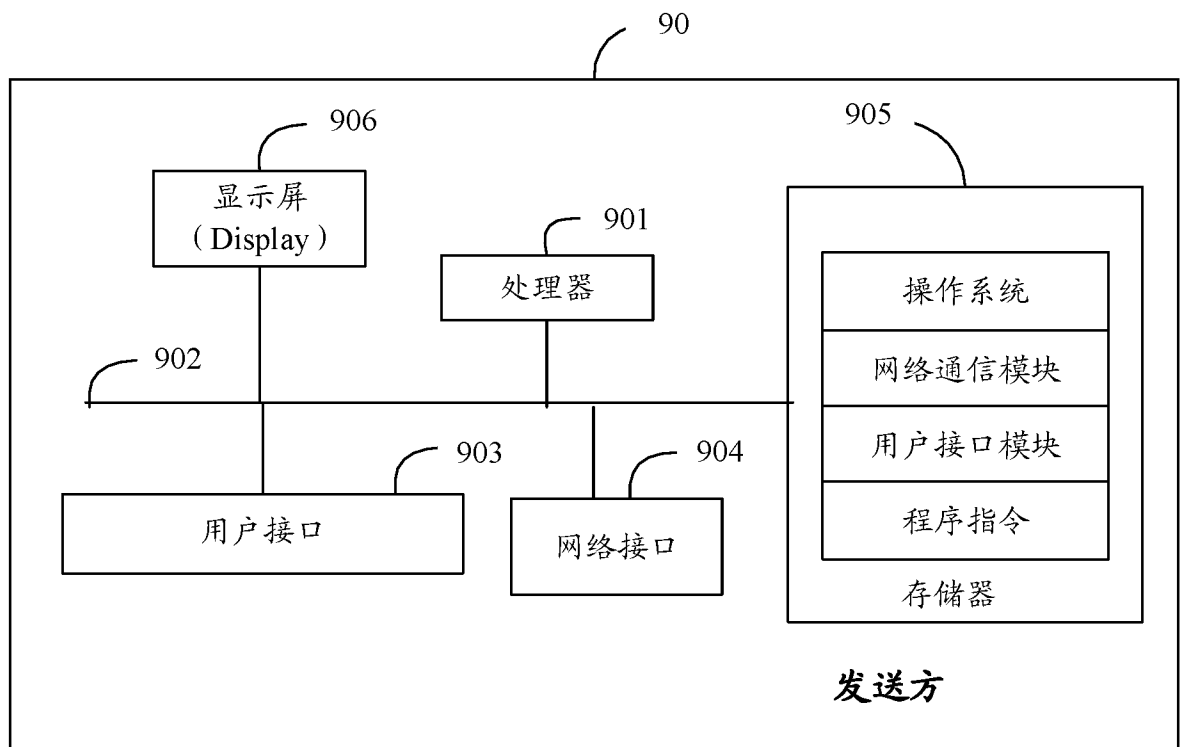 90
906
905
显示屏
（Display）
901
处理器
操作系统
902
网络通信模块
用户接口模块
903
904
用户接口
网络接口
程序指令
存储器
发送方